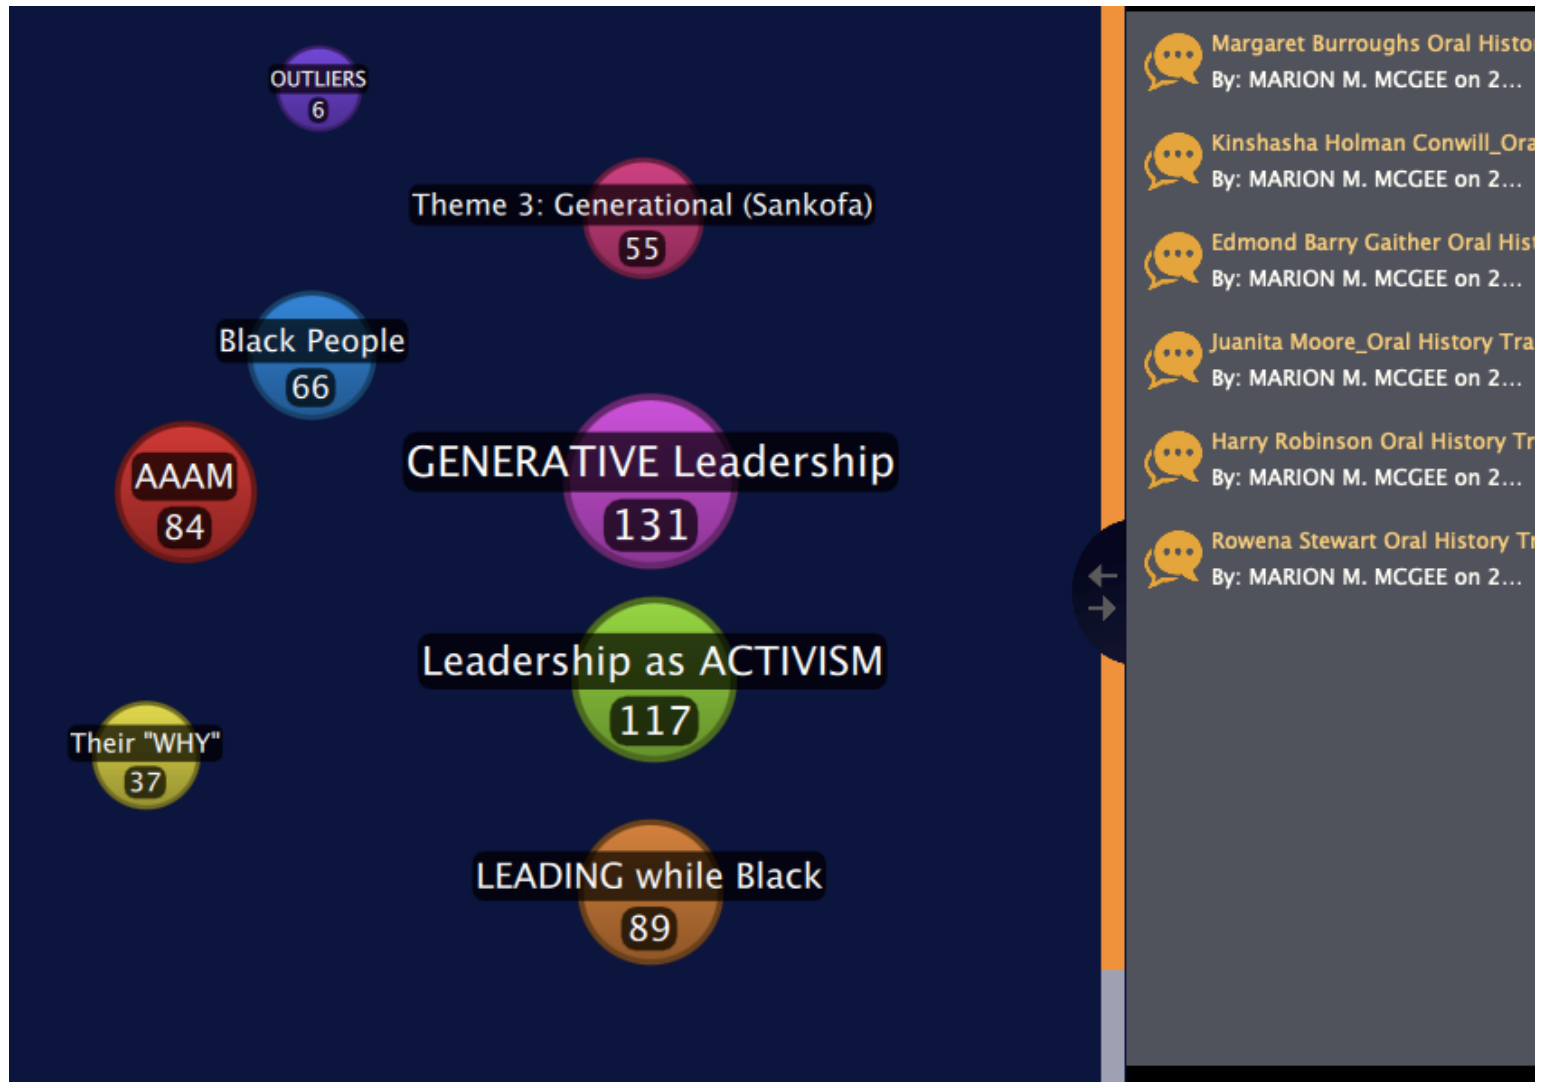 OUTLIERS
6
Theme 3: Generational (Sankofa)
55
Black People
66
AAAM
84
GENERATIVE Leadership
131
Leadership as ACTIVISM
117
Their "WHY"
37
LEADING while Black
89
Margaret Burroughs Oral Histo
By: MARION M. MCGEE on 2...
Kinshasha Holman Conwill_Ora
By: MARION M. MCGEE on 2...
Edmond Barry Gaither Oral Hist
By: MARION M. MCGEE on 2...
Juanita Moore_Oral History Tra
By: MARION M. MCGEE on 2...
Harry Robinson Oral History Tr
By: MARION M. MCGEE on 2...
Rowena Stewart Oral History Tr
By: MARION M. MCGEE on 2...